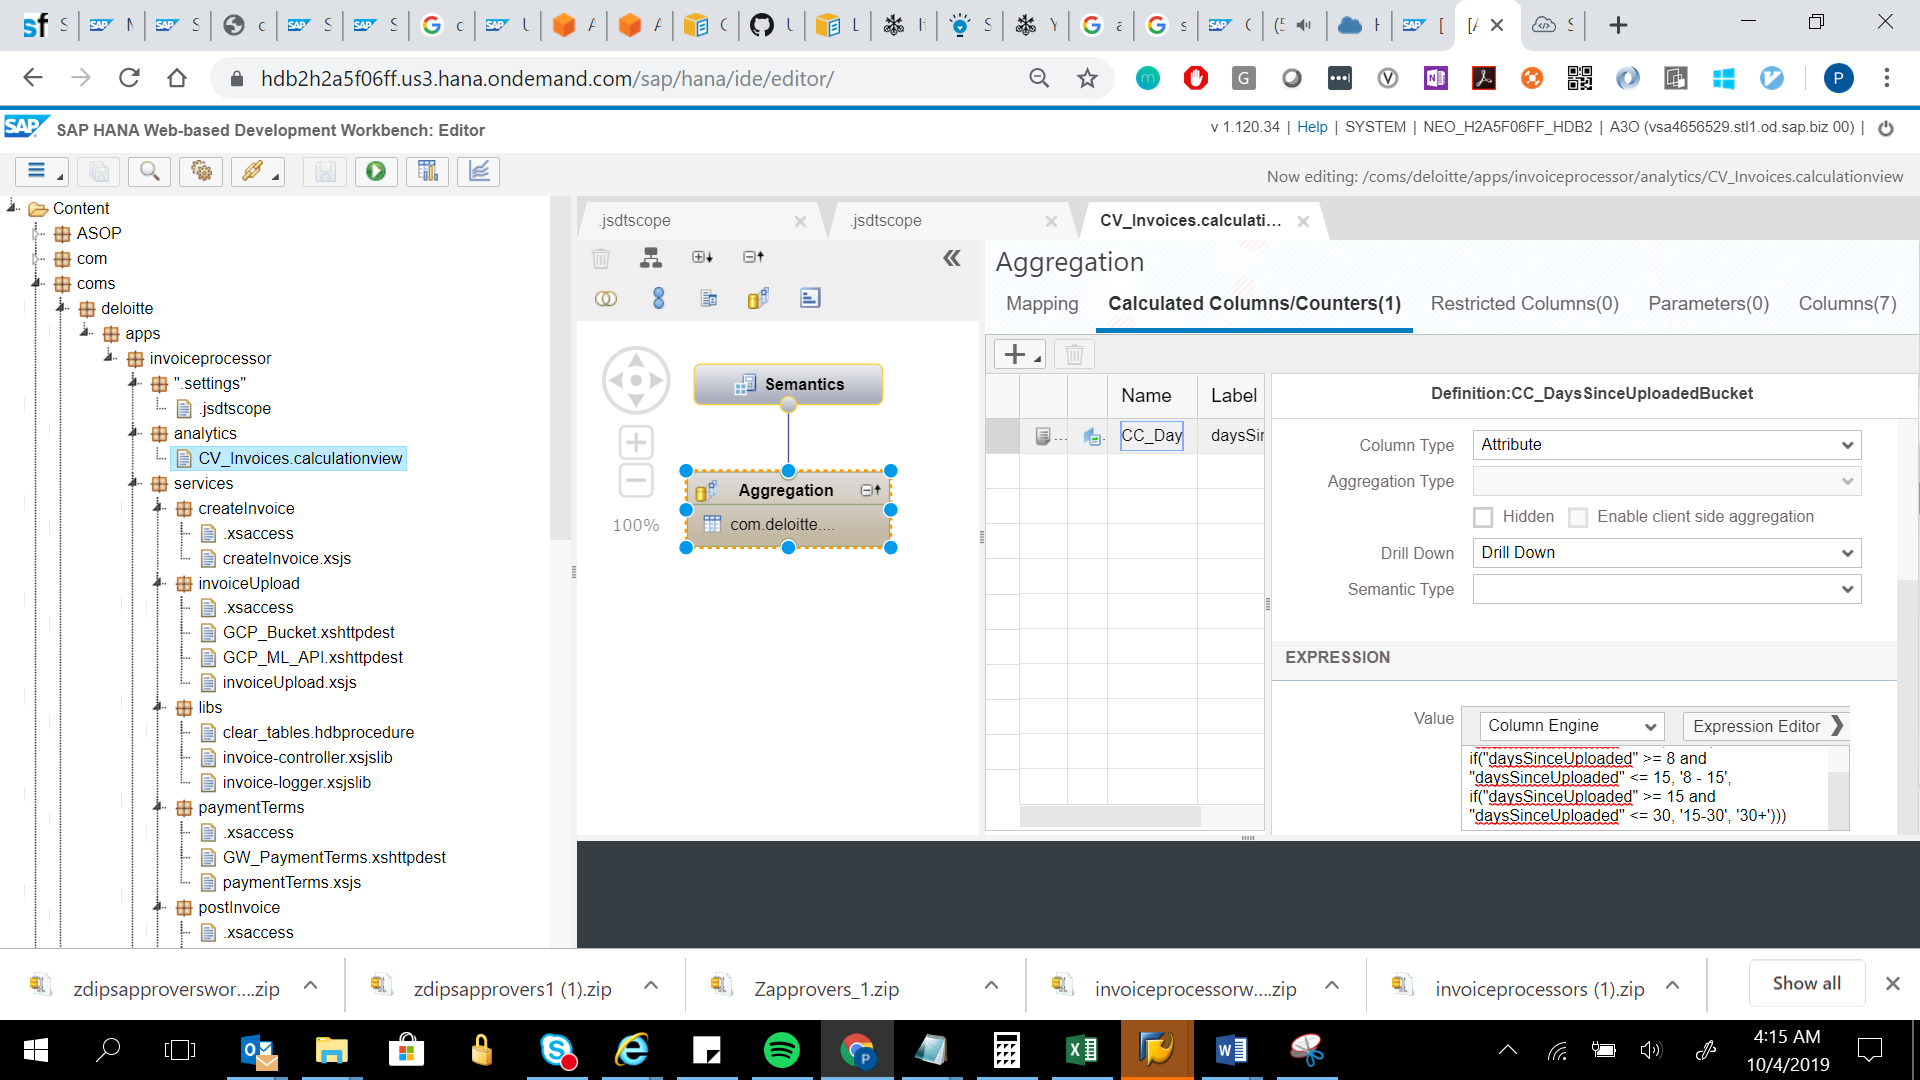 hdb2h2a5f06ff.us3.hana.ondemand.com/sap/hana/ide/editor/
SAP HANA Web-based Development Workbench: Editor
v 1.120.34 | Help | SYSTEM | NEO_H2A5F06FF_HDB2 | A3O (vsa4656529.stl1.od.sap.biz 00) |
Now editing: /coms/deloitte/apps/invoiceprocessor/analytics/CV_Invoices.calculationview
Content
ASOP
com
coms
deloitte
apps
invoiceprocessor
".settings"
.jsdtscope
analytics
CV_Invoices.calculationview
services
createInvoice
.xsaccess
createInvoice.xsjs
invoiceUpload
.xsaccess
GCP_Bucket.xshttpdest
GCP_ML_API.xshttpdest
invoiceUpload.xsjs
libs
clear_tables.hdbprocedure
invoice-controller.xsjslib
invoice-logger.xsjslib
paymentTerms
.xsaccess
GW_PaymentTerms.xshttpdest
paymentTerms.xsjs
postInvoice
.xsaccess
.jsdtscope
.jsdtscope
CV_Invoices.calculati...
Semantics
Aggregation
com.deloitte....
100%
Aggregation
Mapping Calculated Columns/Counters(1) Restricted Columns(0) Parameters(0) Columns(7)
Name Label
CC_Day daysSin
Definition:CC_DaysSinceUploadedBucket
Column Type Attribute
Aggregation Type
Hidden Enable client side aggregation
Drill Down Drill Down
Semantic Type
EXPRESSION
Value Column Engine Expression Editor
if("daysSinceUploaded" >= 8 and
"daysSinceUploaded" <= 15, '8 - 15',
if("daysSinceUploaded" >= 15 and
"daysSinceUploaded" <= 30, '15-30', '30+')))
zdipsapproverswor....zip
zdipsapprovers1 (1).zip
Zapprovers_1.zip
invoiceprocessorw....zip
invoiceprocessors (1).zip
Show all
4:15 AM
10/4/2019